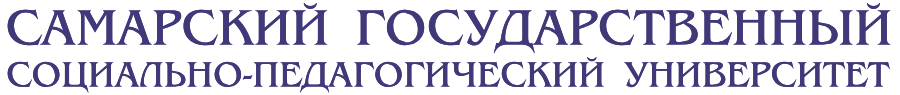 САМАРСКИЙ ГОСУДАРСТВЕННЫЙ
СОЦИАЛЬНО-ПЕДАГОГИЧЕСКИЙ УНИВЕРСИТЕТ